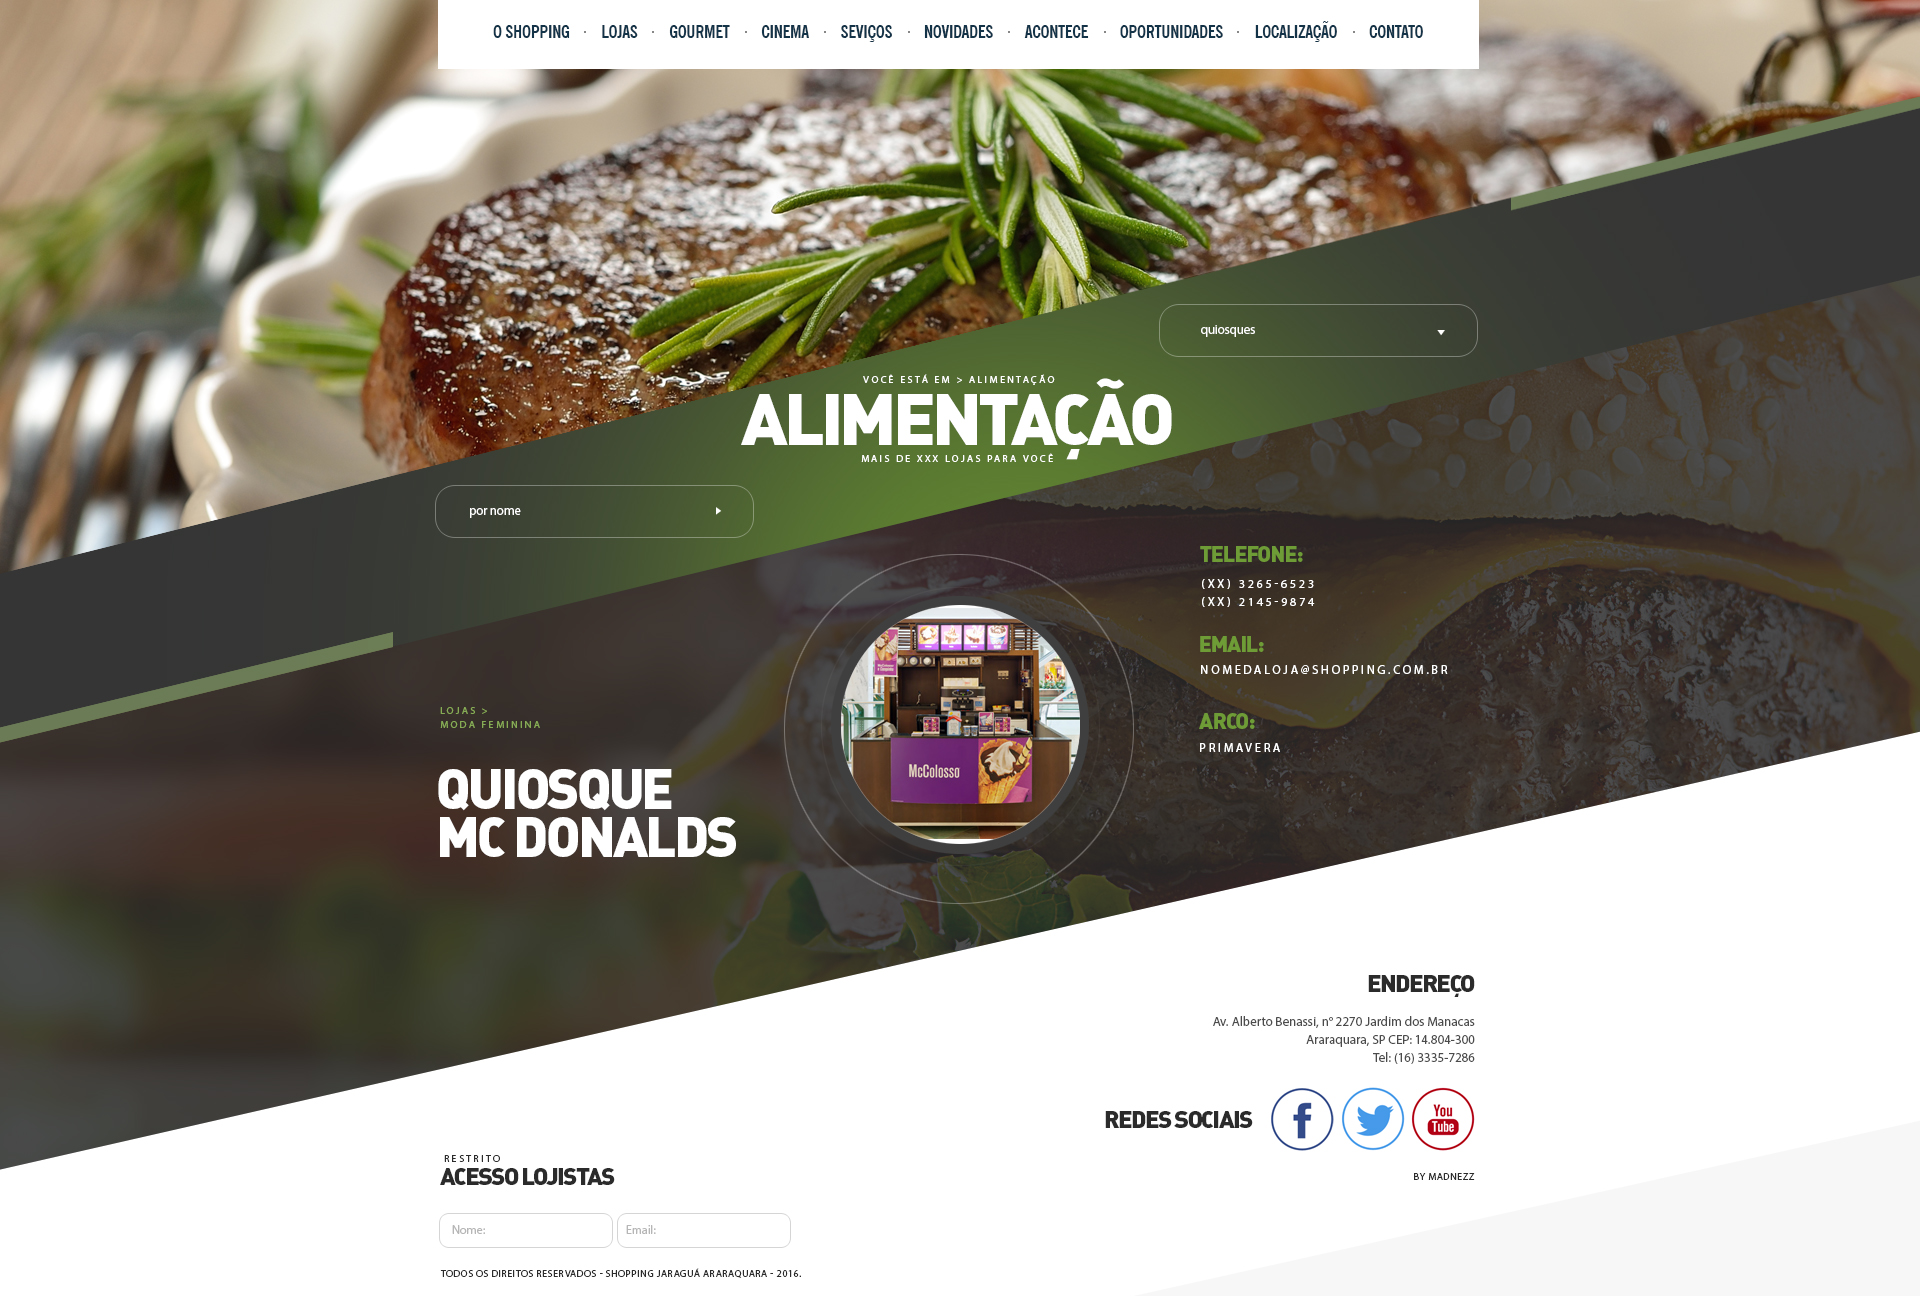 O SHOPPING · LOJAS · GOURMET · CINEMA · SEVIÇOS · NOVIDADES · ACONTECE · OPORTUNIDADES · LOCALIZAÇÃO · CONTATO
quiosques
VOCÊ ESTÁ EM > ALIMENTAÇÃO
ALIMENTAÇÃO
MAIS DE XXX LOJAS PARA VOCÊ
por nome
TELEFONE:
(XX) 3265-6523
(XX) 2145-9874
EMAIL:
NOMEDALOJA@SHOPPING.COM.BR
ARCO:
PRIMAVERA
LOJAS >
MODA FEMININA
QUIOSQUE
MC DONALDS
McColosso
ENDEREÇO
Av. Alberto Benassi, n° 2270 Jardim dos Manacas
Araraquara, SP CEP: 14.804-300
Tel: (16) 3335-7286
REDES SOCIAIS
f
You
Tube
BY MADNEZZ
RESTRITO
ACESSO LOJISTAS
Nome:
Email:
TODOS OS DIREITOS RESERVADOS - SHOPPING JARAGUÁ ARARAQUARA - 2016.